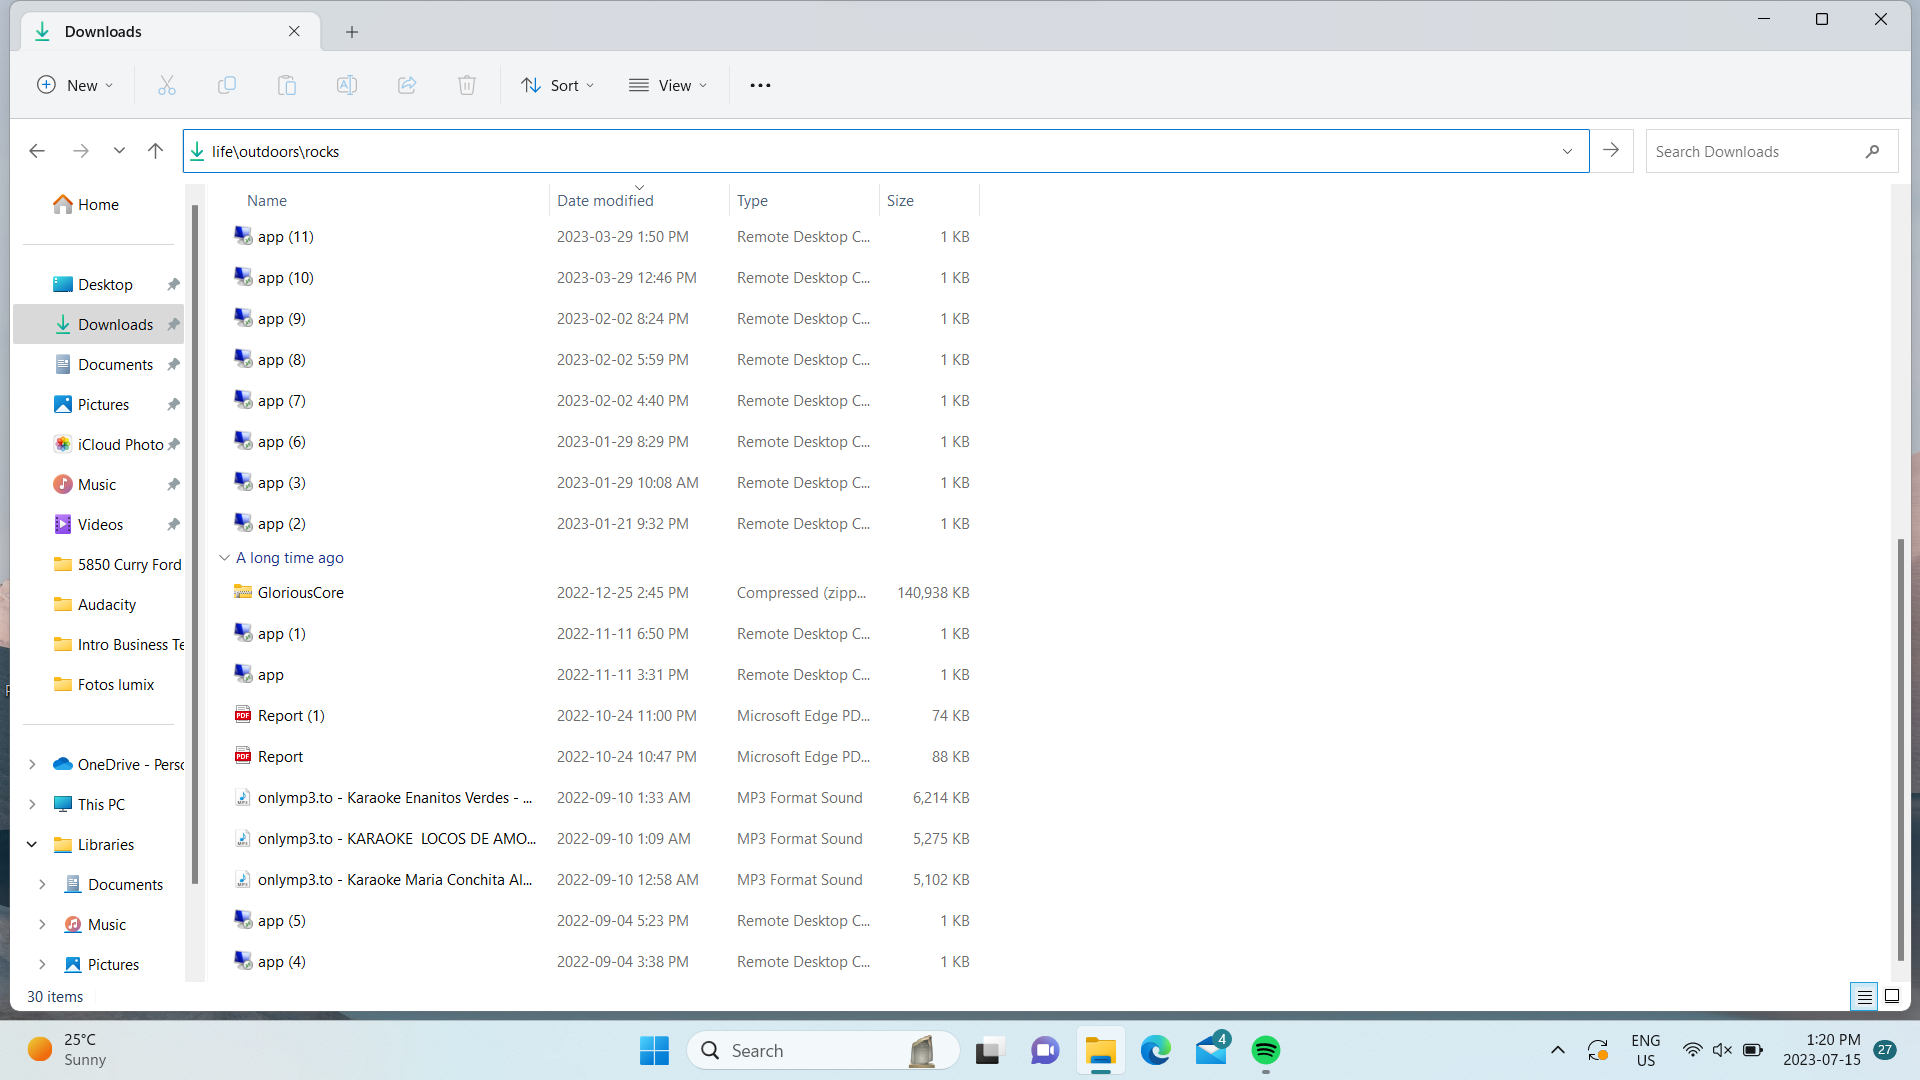 Downloads
New
Sort
View
life\outdoors\rocks
Search Downloads
Name Date modified Type Size
Home
Desktop
Downloads
Documents
Pictures
iCloud Photo
Music
Videos
5850 Curry Ford
Audacity
Intro Business Te
Fotos lumix
OneDrive - Perso
This PC
Libraries
Documents
Music
Pictures
app (11) 2023-03-29 1:50 PM Remote Desktop C... 1 KB
app (10) 2023-03-29 12:46 PM Remote Desktop C... 1 KB
app (9) 2023-02-02 8:24 PM Remote Desktop C... 1 KB
app (8) 2023-02-02 5:59 PM Remote Desktop C... 1 KB
app (7) 2023-02-02 4:40 PM Remote Desktop C... 1 KB
app (6) 2023-01-29 8:29 PM Remote Desktop C... 1 KB
app (3) 2023-01-29 10:08 AM Remote Desktop C... 1 KB
app (2) 2023-01-21 9:32 PM Remote Desktop C... 1 KB
A long time ago
GloriousCore 2022-12-25 2:45 PM Compressed (zipp... 140,938 KB
app (1) 2022-11-11 6:50 PM Remote Desktop C... 1 KB
app 2022-11-11 3:31 PM Remote Desktop C... 1 KB
Report (1) 2022-10-24 11:00 PM Microsoft Edge PD... 74 KB
Report 2022-10-24 10:47 PM Microsoft Edge PD... 88 KB
onlymp3.to - Karaoke Enanitos Verdes - ... 2022-09-10 1:33 AM MP3 Format Sound 6,214 KB
onlymp3.to - KARAOKE  LOCOS DE AMO... 2022-09-10 1:09 AM MP3 Format Sound 5,275 KB
onlymp3.to - Karaoke Maria Conchita Al... 2022-09-10 12:58 AM MP3 Format Sound 5,102 KB
app (5) 2022-09-04 5:23 PM Remote Desktop C... 1 KB
app (4) 2022-09-04 3:38 PM Remote Desktop C... 1 KB
30 items
25°C
Sunny
Search
4
ENG
US
1:20 PM
2023-07-15
27